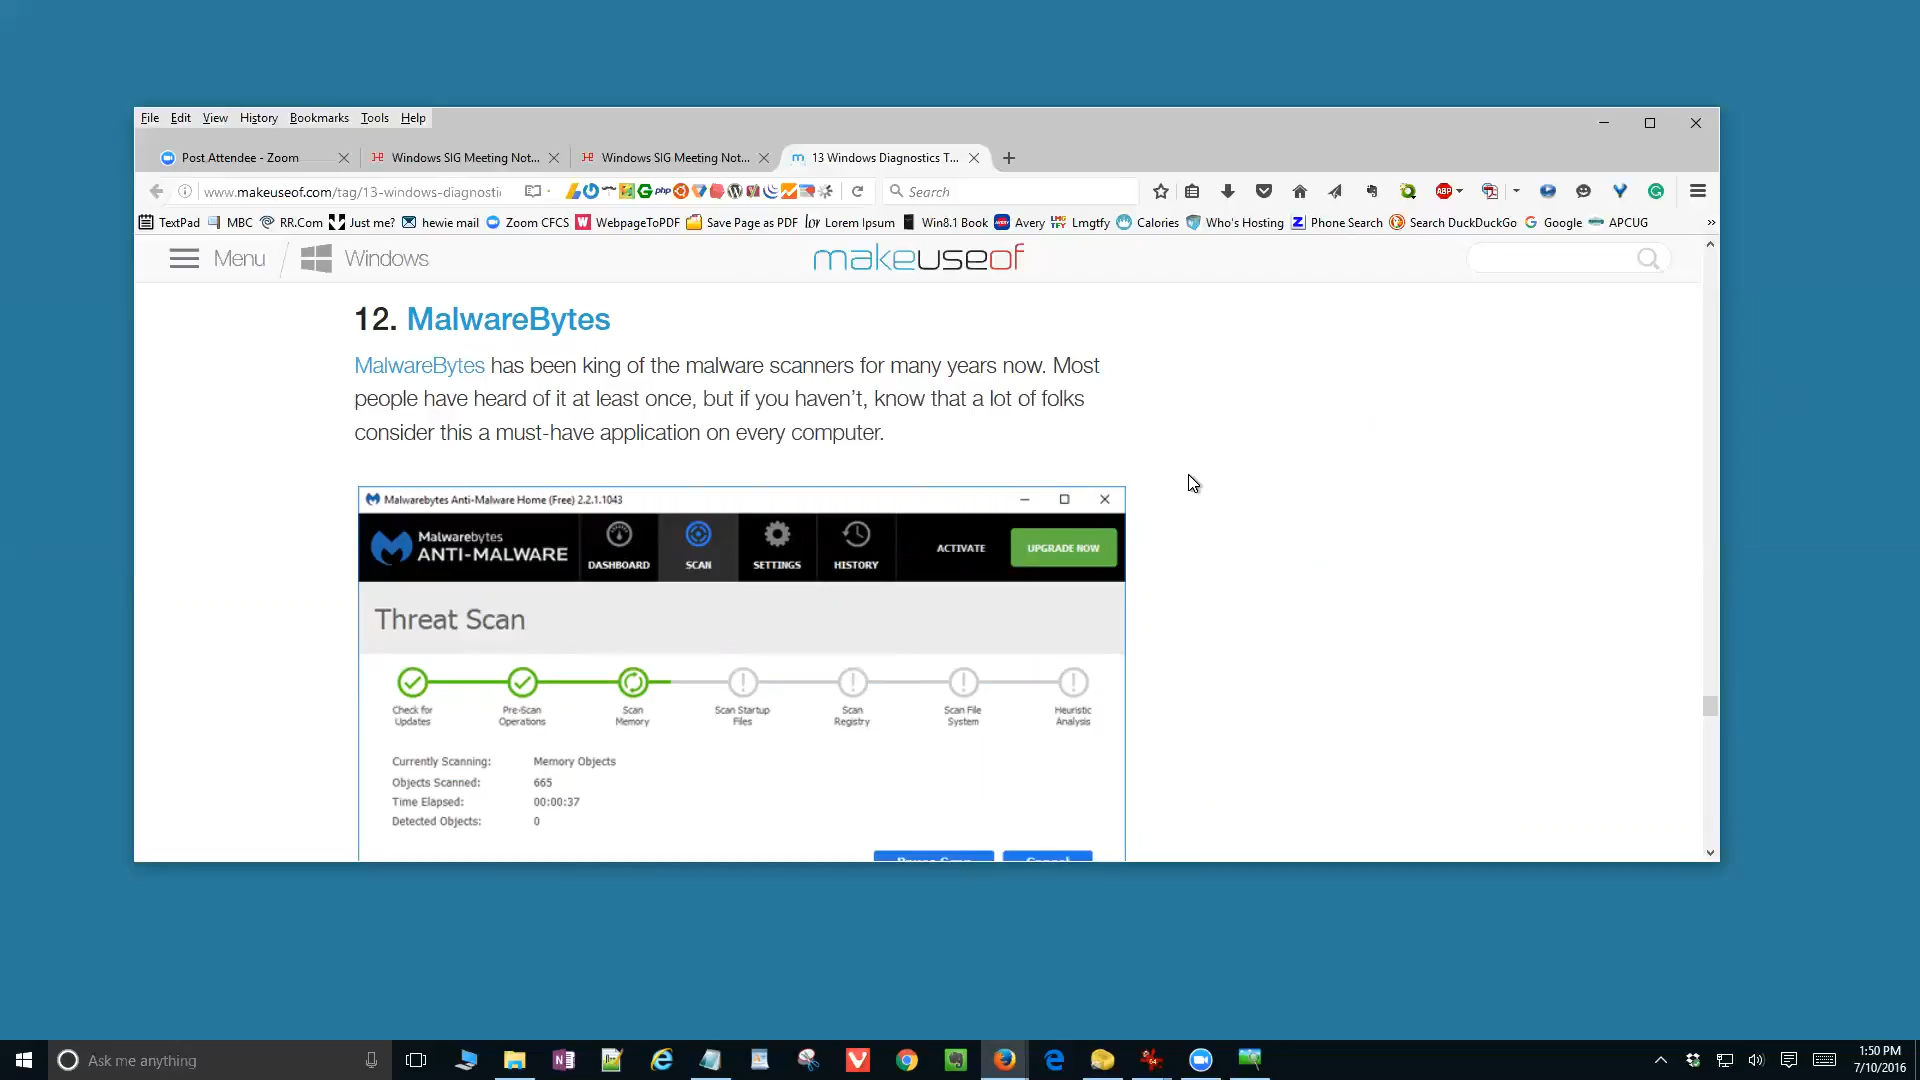 File Edit View History Bookmarks Tools Help
Post Attendee - Zoom
Windows SIG Meeting Not...
Windows SIG Meeting Not...
13 Windows Diagnostics T...
www.makeuseof.com/tag/13-windows-diagnosti
php
Search
ABP
TextPad MBC RR.Com Just me? hewie mail Zoom CFCS WebpageToPDF Save Page as PDF Lorem Ipsum Win8.1 Book Avery Lmgtfy Calories Who's Hosting Phone Search Search DuckDuckGo Google APCUG
Menu Windows
makeuseof
12. MalwareBytes
MalwareBytes has been king of the malware scanners for many years now. Most
people have heard of it at least once, but if you haven’t, know that a lot of folks
consider this a must-have application on every computer.
Malwarebytes Anti-Malware Home (Free) 2.2.1.1043
Malwarebytes
ANTI-MALWARE
DASHBOARD SCAN SETTINGS HISTORY ACTIVATE UPGRADE NOW
Threat Scan
Check for Updates
Pre-Scan Operations
Scan Memory
Scan Startup Files
Scan Registry
Scan File System
Heuristic Analysis
Currently Scanning: Memory Objects
Objects Scanned: 665
Time Elapsed: 00:00:37
Detected Objects: 0
Ask me anything
1:50 PM
7/10/2016